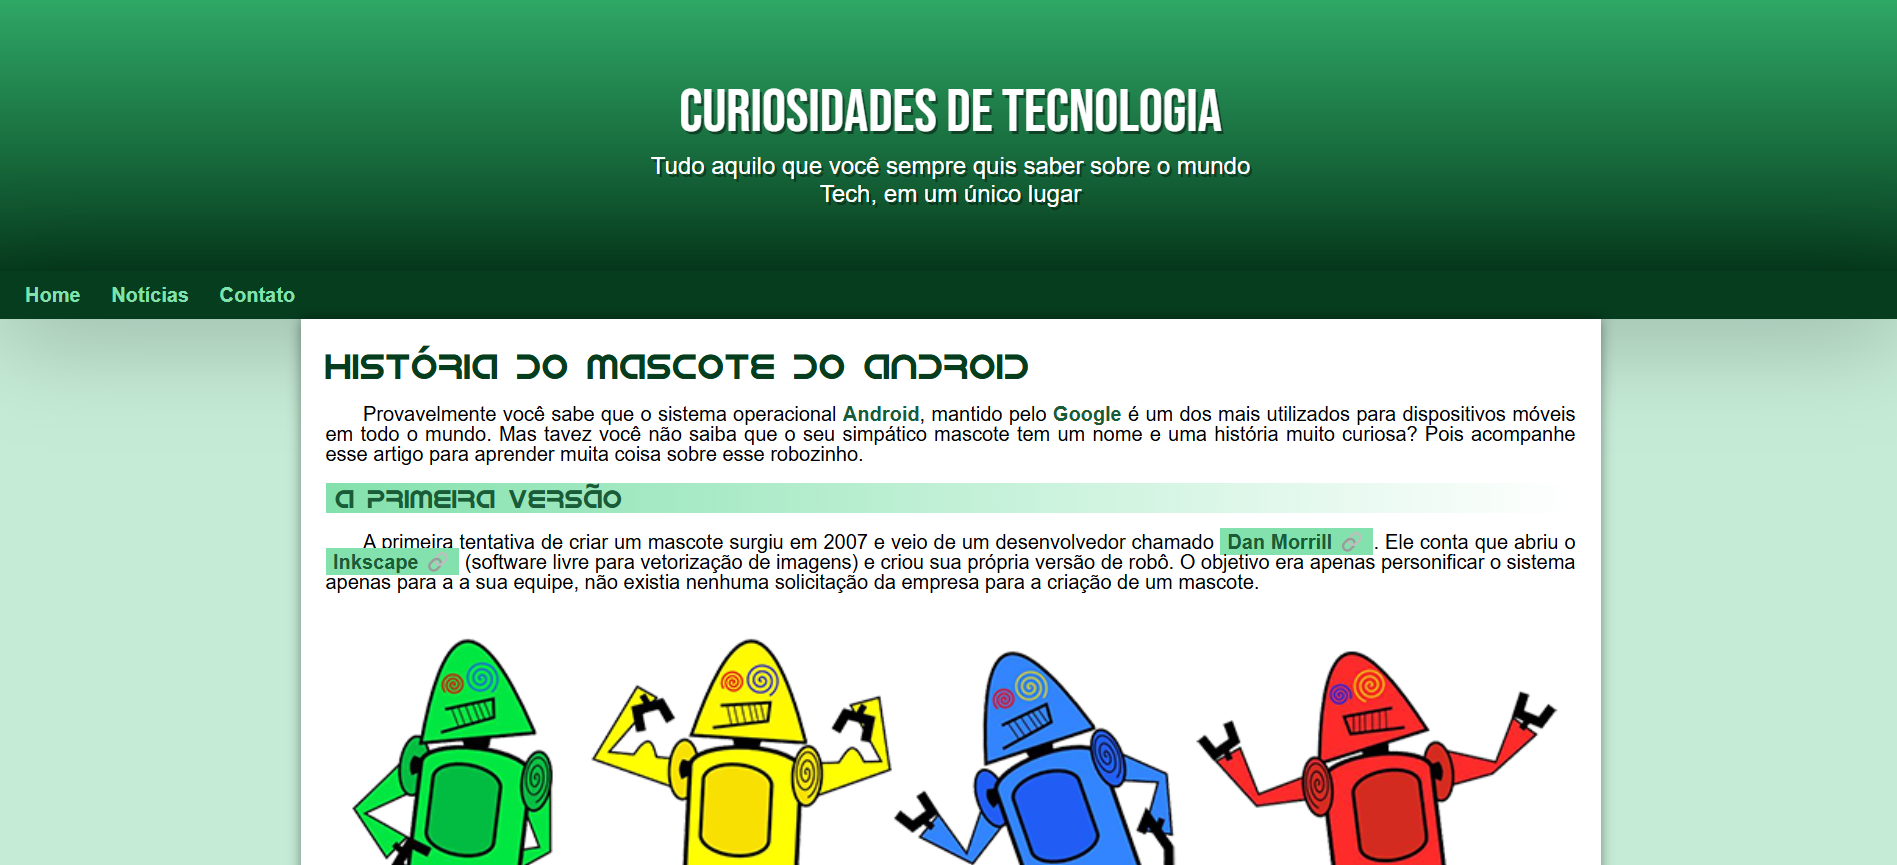 CURIOSIDADES DE TECNOLOGIA
Tudo aquilo que você sempre quis saber sobre o mundo
Tech, em um único lugar
Home Notícias Contato
HISTÓRIA DO MASCOTE DO ANDROID
Provavelmente você sabe que o sistema operacional Android, mantido pelo Google é um dos mais utilizados para dispositivos móveis
em todo o mundo. Mas tavez você não saiba que o seu simpático mascote tem um nome e uma história muito curiosa? Pois acompanhe
esse artigo para aprender muita coisa sobre esse robozinho.
A PRIMEIRA VERSÃO
A primeira tentativa de criar um mascote surgiu em 2007 e veio de um desenvolvedor chamado Dan Morrill. Ele conta que abriu o
Inkscape (software livre para vetorização de imagens) e criou sua própria versão de robô. O objetivo era apenas personificar o sistema
apenas para a a sua equipe, não existia nenhuma solicitação da empresa para a criação de um mascote.